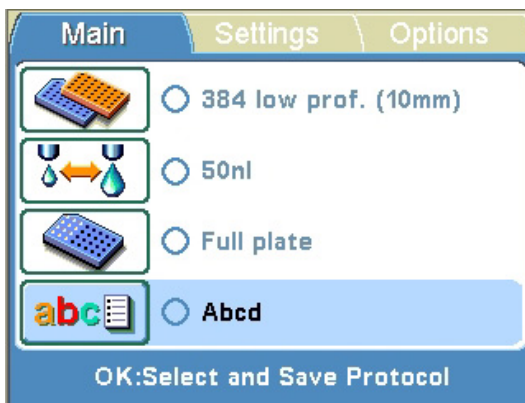 Main Settings Options
384 low prof. (10mm)
50nl
Full plate
abc Abcd
OK:Select and Save Protocol